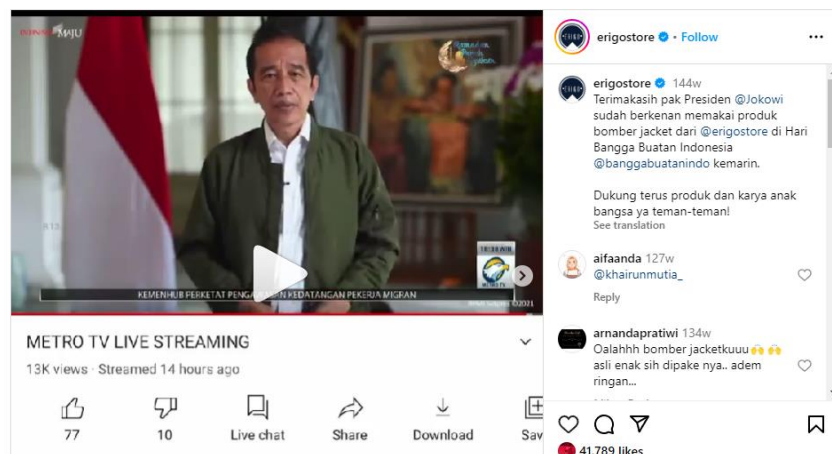 INDONESIA MAJU
KEMENHUB PERKETAT PENGAWASAN KEDATANGAN PEKERJA MIGRAN
METRO TV
METRO TV LIVE STREAMING
13K views · Streamed 14 hours ago
77
10
Live chat
Share
Download
Sav
erigostore • Follow
erigostore 144w
Terimakasih pak Presiden @Jokowi
sudah berkenan memakai produk
bomber jacket dari @erigostore di Hari
Bangga Buatan Indonesia
@banggabuatanindo kemarin.
Dukung terus produk dan karya anak
bangsa ya teman-teman!
See translation
aifaanda 127w
@khairunmutia_
Reply
arnandapratiwi 134w
Oalahhh bomber jacketkuuu🙌🙌
asli enak sih dipake nya.. adem
ringan...
41.789 likes